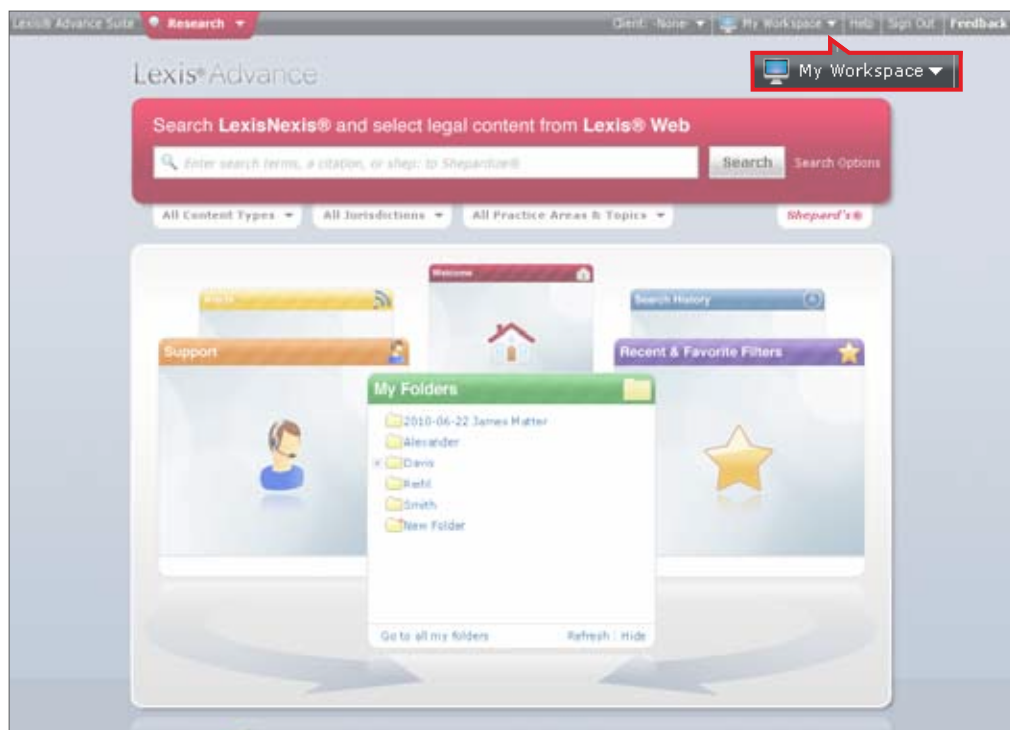 Lexis® Advance Suite Research Client: -None- My Workspace Help Sign Out Feedback
My Workspace
Lexis® Advance
Search LexisNexis® and select legal content from Lexis® Web
Enter search terms, a citation, or shep: to Shepardize® Search Search Options
All Content Types All Jurisdictions All Practice Areas & Topics Shepard's®
Welcome
Search History
Support
Recent & Favorite Filters
My Folders
2010-06-22 James Matter
Alexander
Davis
Smith
New Folder
Go to all my folders Refresh | Hide